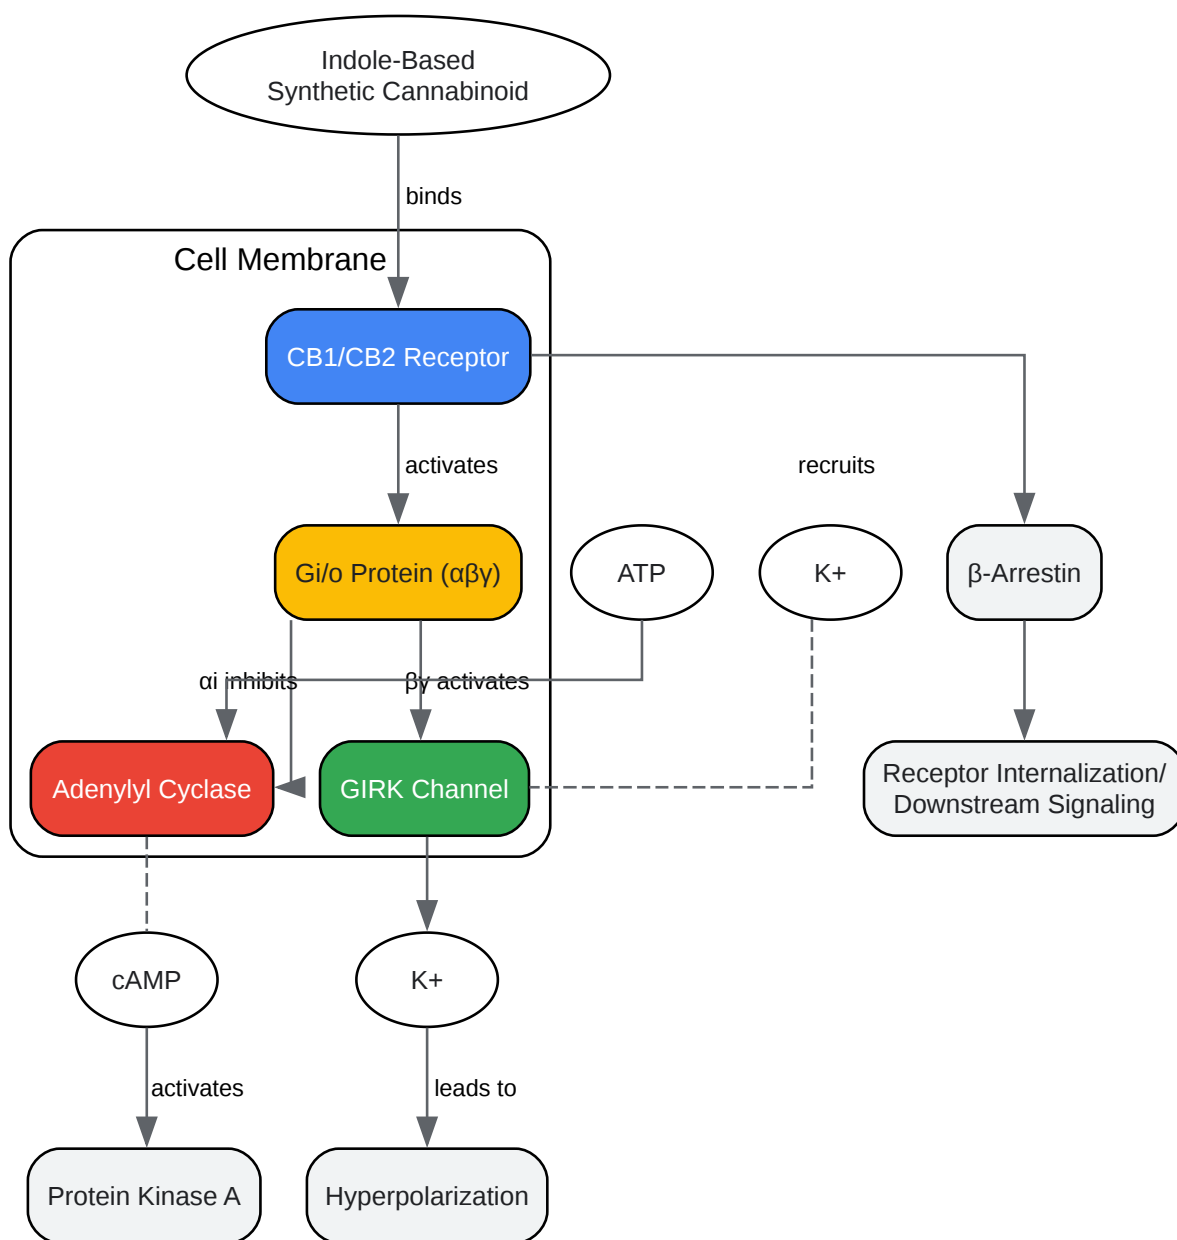 Indole-Based
Synthetic Cannabinoid
binds
Cell Membrane
CB1/CB2 Receptor
activates
recruits
Gi/o Protein (αβγ)
ATP
K+
β-Arrestin
αi inhibits
βγ activates
Adenylyl Cyclase
GIRK Channel
Receptor Internalization/
Downstream Signaling
cAMP
K+
activates
leads to
Protein Kinase A
Hyperpolarization